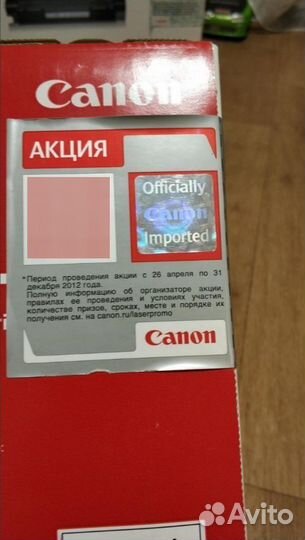 Canon
АКЦИЯ
Officially
Canon
Imported
*Период проведения акции с 26 апреля по 31
декабря 2012 года.
Полную информацию об организаторе акции,
правилах ее проведения и условиях участия,
количестве призов, сроках, месте и порядке их
получения см. на canon.ru/laserpromo
Canon
Avito